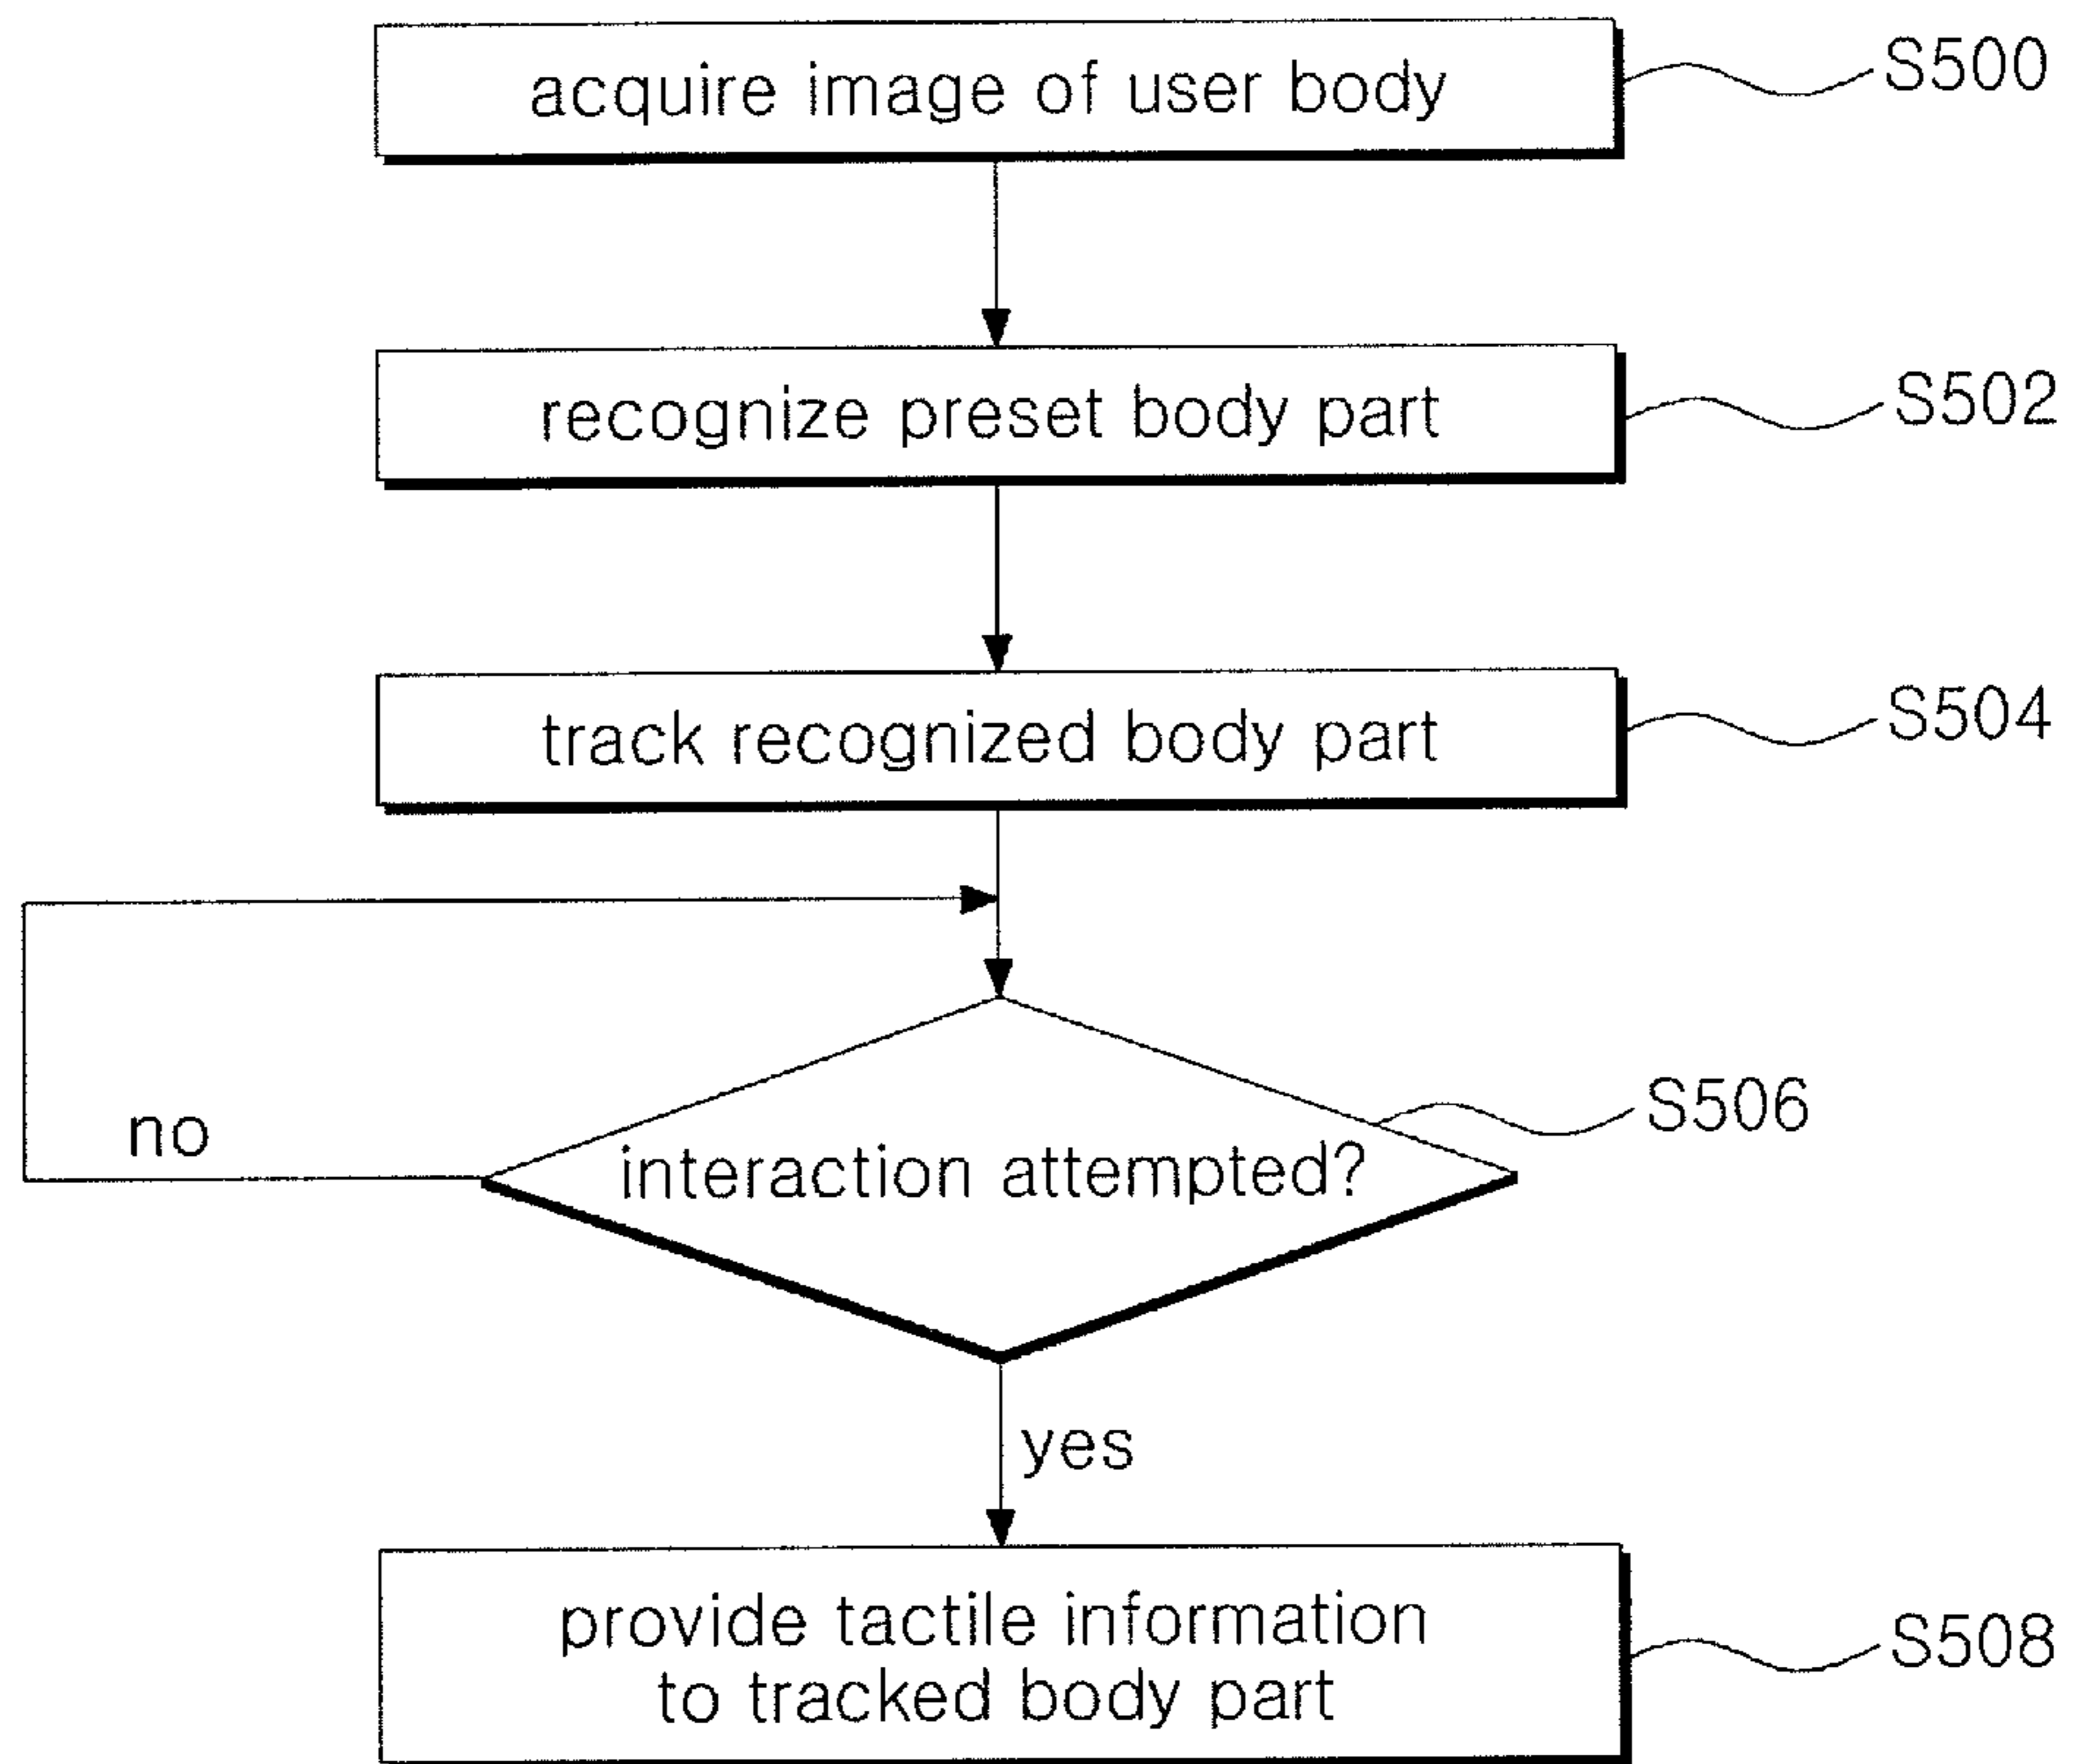 acquire image of user body
S500
recognize preset body part
S502
track recognized body part
S504
no
interaction attempted?
S506
yes
provide tactile information
to tracked body part
S508